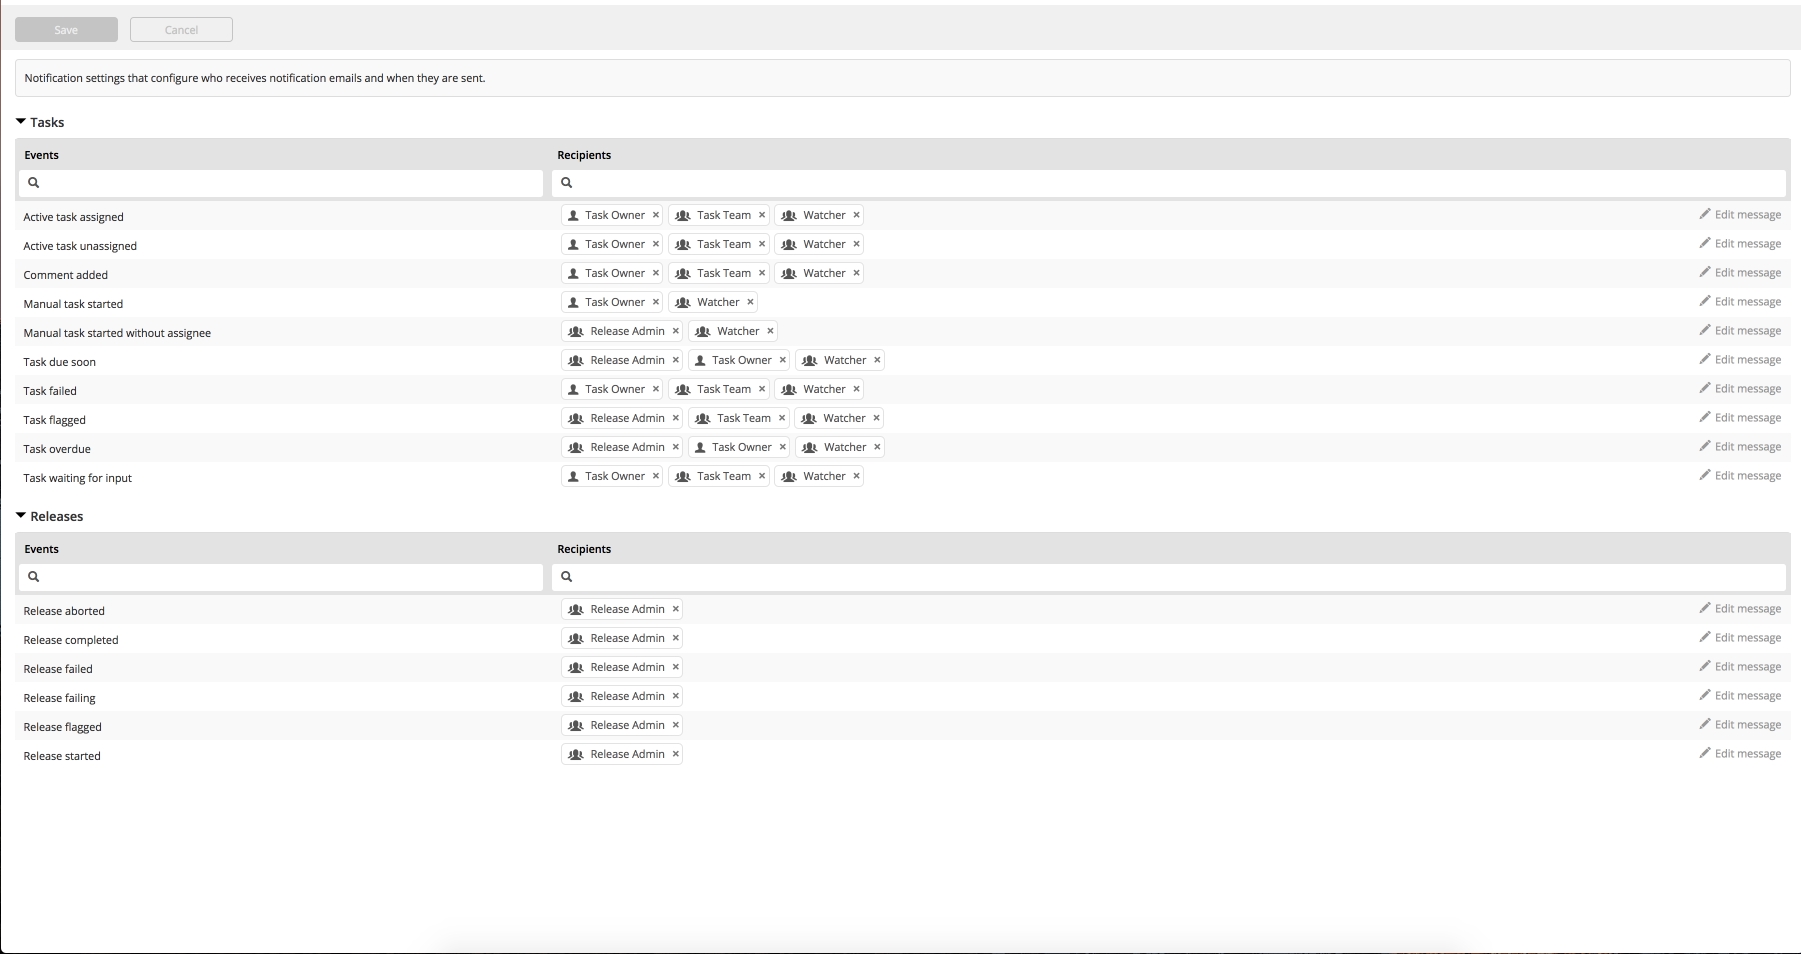 Save Cancel
Notification settings that configure who receives notification emails and when they are sent.
Tasks
Events Recipients
Active task assigned Task Owner × Task Team × Watcher × Edit message
Active task unassigned Task Owner × Task Team × Watcher × Edit message
Comment added Task Owner × Task Team × Watcher × Edit message
Manual task started Task Owner × Watcher × Edit message
Manual task started without assignee Release Admin × Watcher × Edit message
Task due soon Release Admin × Task Owner × Watcher × Edit message
Task failed Task Owner × Task Team × Watcher × Edit message
Task flagged Release Admin × Task Team × Watcher × Edit message
Task overdue Release Admin × Task Owner × Watcher × Edit message
Task waiting for input Task Owner × Task Team × Watcher × Edit message
Releases
Events Recipients
Release aborted Release Admin × Edit message
Release completed Release Admin × Edit message
Release failed Release Admin × Edit message
Release failing Release Admin × Edit message
Release flagged Release Admin × Edit message
Release started Release Admin × Edit message